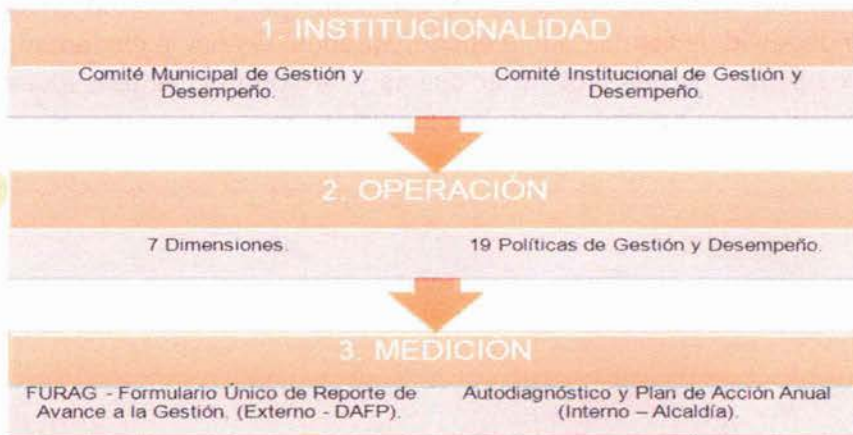 1. INSTITUCIONALIDAD
Comité Municipal de Gestión y
Desempeño.
Comité Institucional de Gestión y
Desempeño.
2. OPERACIÓN
7 Dimensiones.
19 Políticas de Gestión y Desempeño.
3. MEDICIÓN
FURAG - Formulario Único de Reporte de
Avance a la Gestión. (Externo - DAFP).
Autodiagnóstico y Plan de Acción Anual
(Interno – Alcaldía).